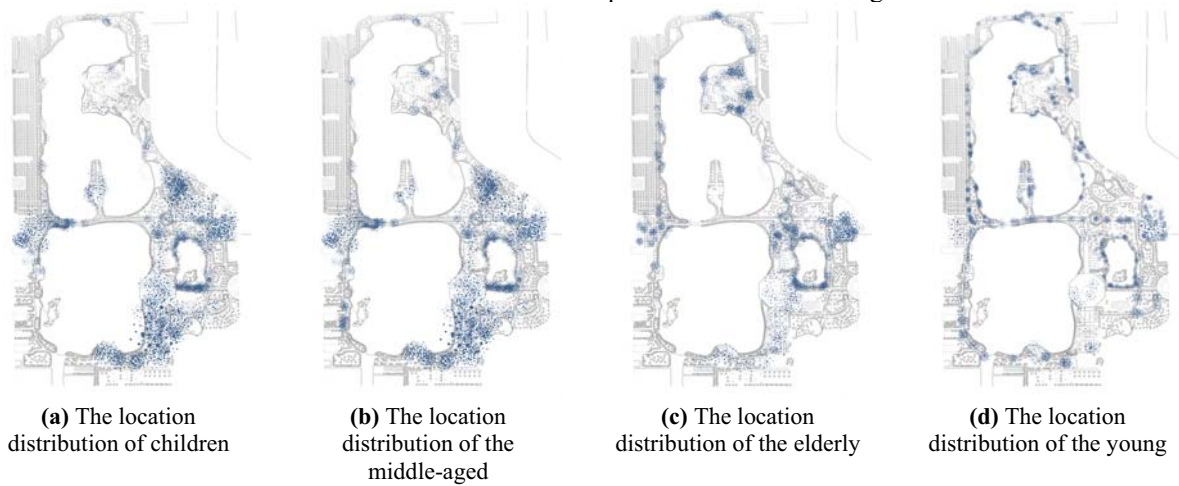 (a) The location
distribution of children
(b) The location
distribution of the
middle-aged
(c) The location
distribution of the elderly
(d) The location
distribution of the young